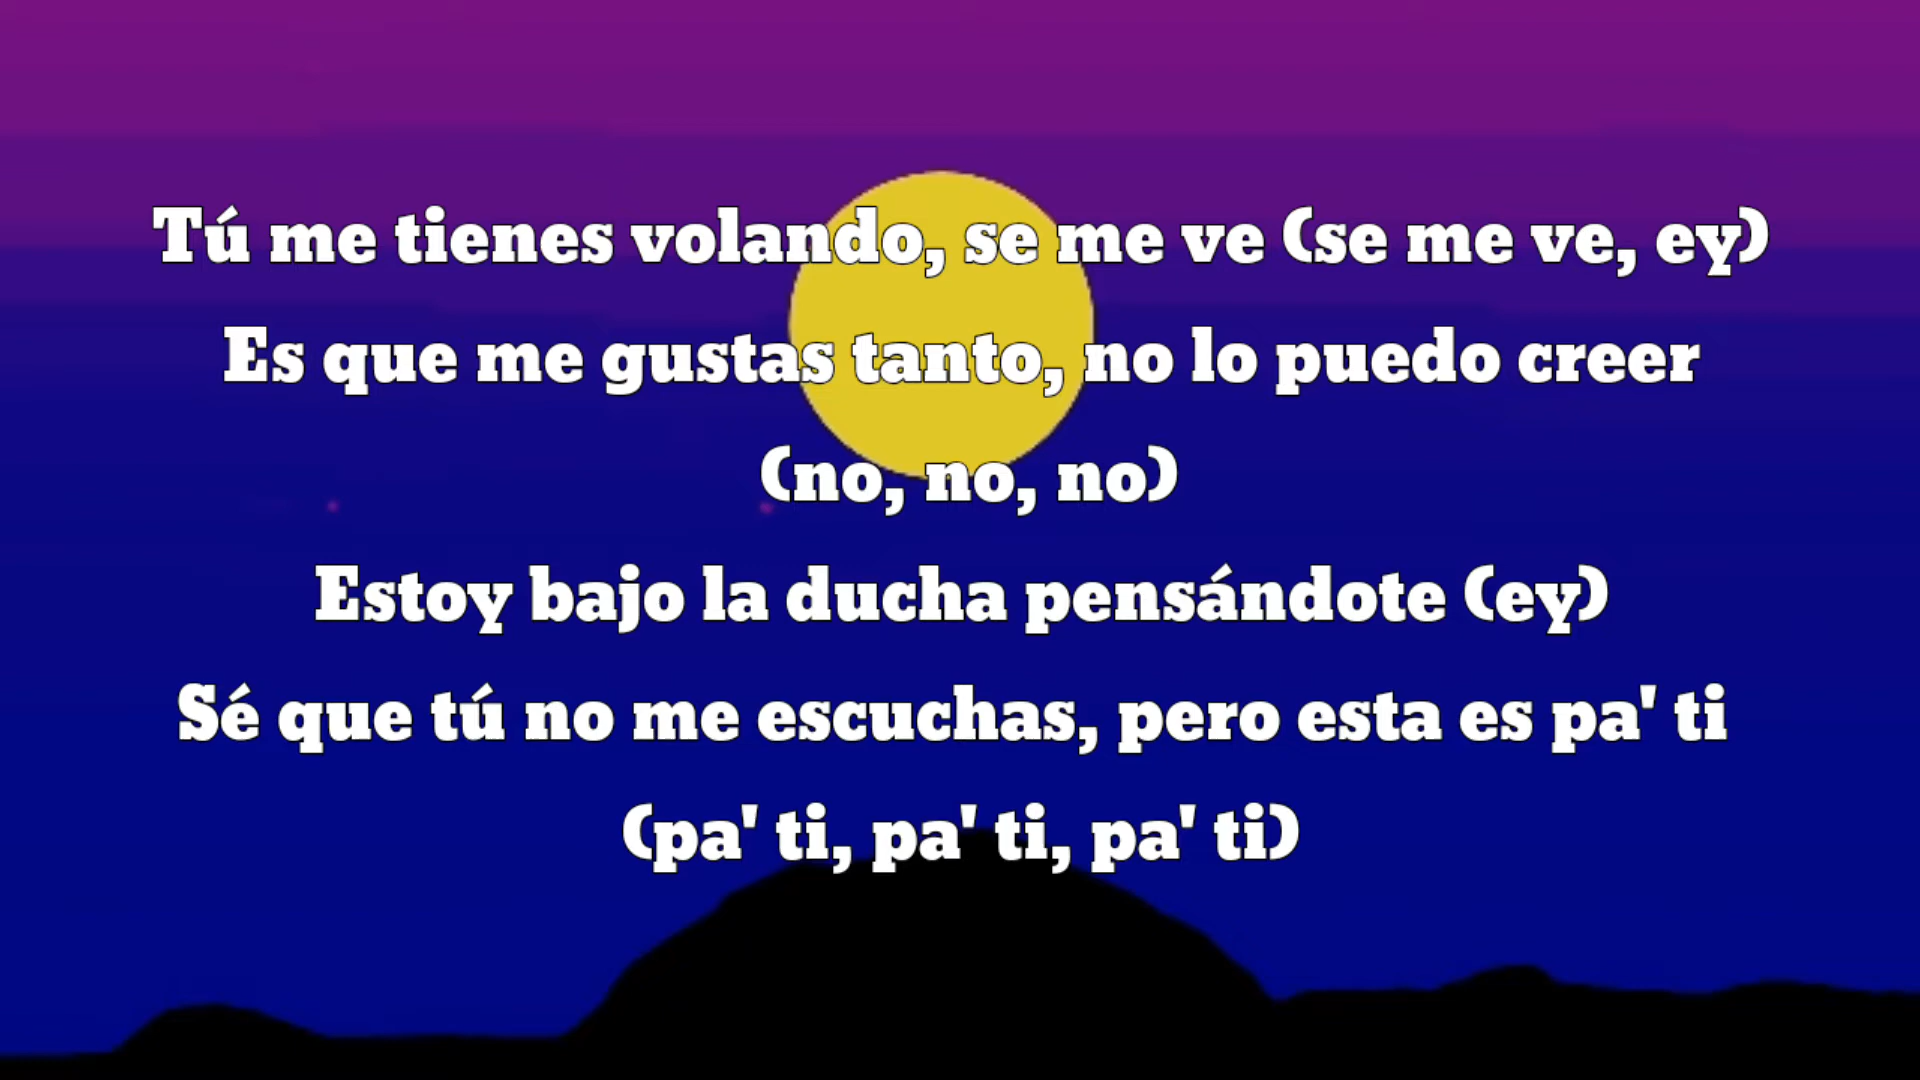 Tú me tienes volando, se me ve (se me ve, ey)
Es que me gustas tanto, no lo puedo creer
(no, no, no)
Estoy bajo la ducha pensándote (ey)
Sé que tú no me escuchas, pero esta es pa' ti
(pa' ti, pa' ti, pa' ti)